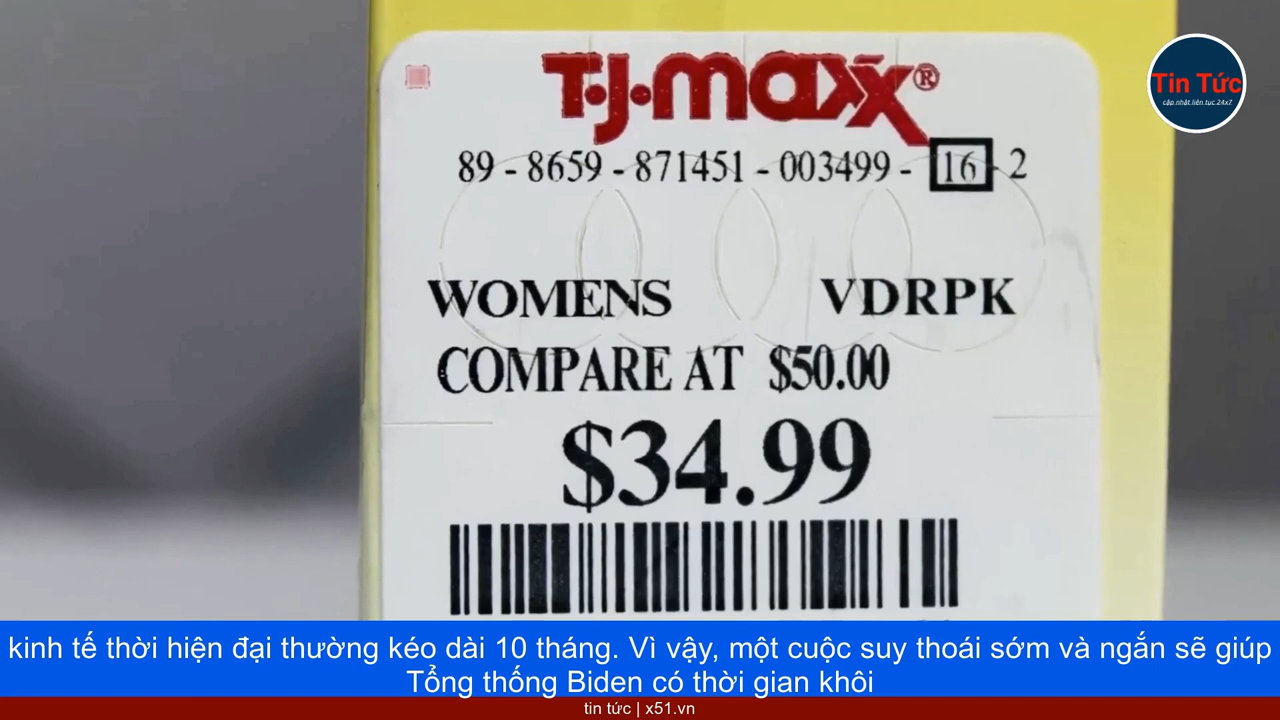 T·J·maxx®
Tin Tức
cập nhật liên tục 24x7
89 - 8659 - 871451 - 003499 - 16 - 2
WOMENS VDRPK
COMPARE AT $50.00
$34.99
kinh tế thời hiện đại thường kéo dài 10 tháng. Vì vậy, một cuộc suy thoái sớm và ngắn sẽ giúp
Tổng thống Biden có thời gian khôi
tin tức | x51.vn